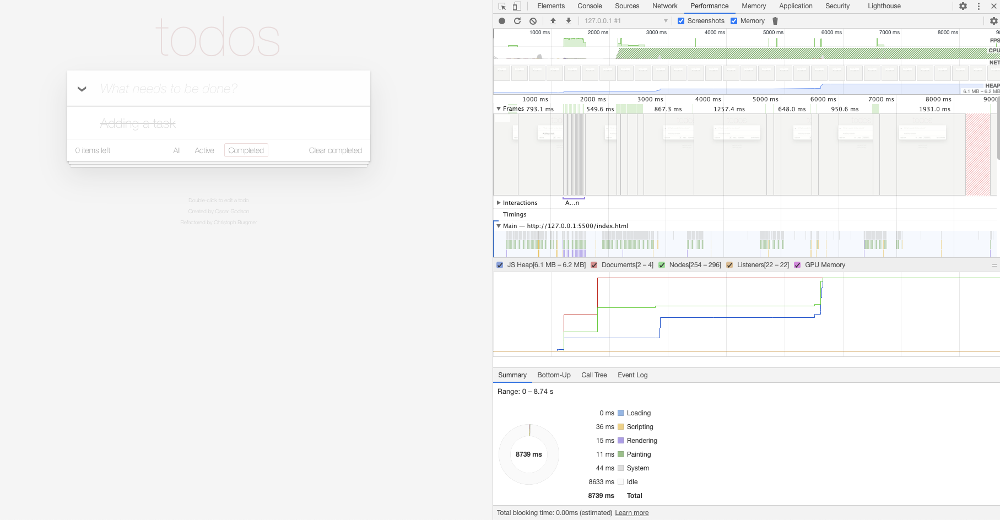 todos
What needs to be done?
Adding a task
0 items left All Active Completed Clear completed
Double-click to edit a todo
Created by Oscar Godson
Refactored by Christoph Burgmer
Elements Console Sources Network Performance Memory Application Security Lighthouse
127.0.0.1 #1 Screenshots Memory
1000 ms 2000 ms 3000 ms 4000 ms 5000 ms 6000 ms 7000 ms 8000 ms 90
FPS
CPU
NET
HEAP
6.1 MB – 6.2 MB
1000 ms 2000 ms 3000 ms 4000 ms 5000 ms 6000 ms 7000 ms 8000 ms 9000
Frames 793.1 ms 549.6 ms 867.3 ms 1257.4 ms 648.0 ms 950.6 ms 1931.0 ms
Interactions A...n
Timings
Main — http://127.0.0.1:5500/index.html
JS Heap[6.1 MB – 6.2 MB] Documents[2 – 4] Nodes[254 – 296] Listeners[22 – 22] GPU Memory
Summary Bottom-Up Call Tree Event Log
Range: 0 – 8.74 s
0 ms Loading
36 ms Scripting
15 ms Rendering
8739 ms
11 ms Painting
44 ms System
8633 ms Idle
8739 ms Total
Total blocking time: 0.00ms (estimated) Learn more